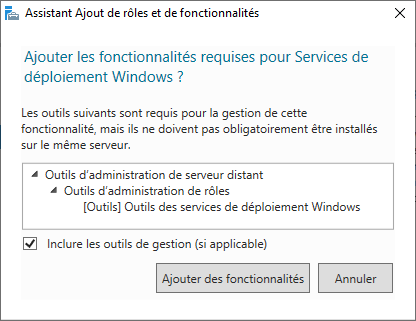 Assistant Ajout de rôles et de fonctionnalités
Ajouter les fonctionnalités requises pour Services de
déploiement Windows ?
Les outils suivants sont requis pour la gestion de cette
fonctionnalité, mais ils ne doivent pas obligatoirement être installés
sur le même serveur.
Outils d’administration de serveur distant
Outils d’administration de rôles
[Outils] Outils des services de déploiement Windows
Inclure les outils de gestion (si applicable)
Ajouter des fonctionnalités
Annuler